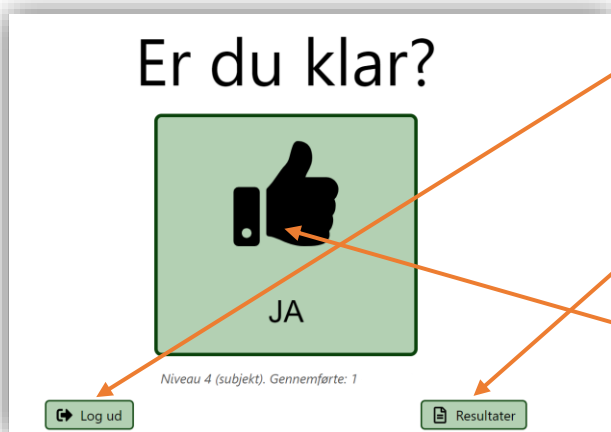 Er du klar?
JA
Niveau 4 (subjekt). Gennemførte: 1
Log ud
Resultater